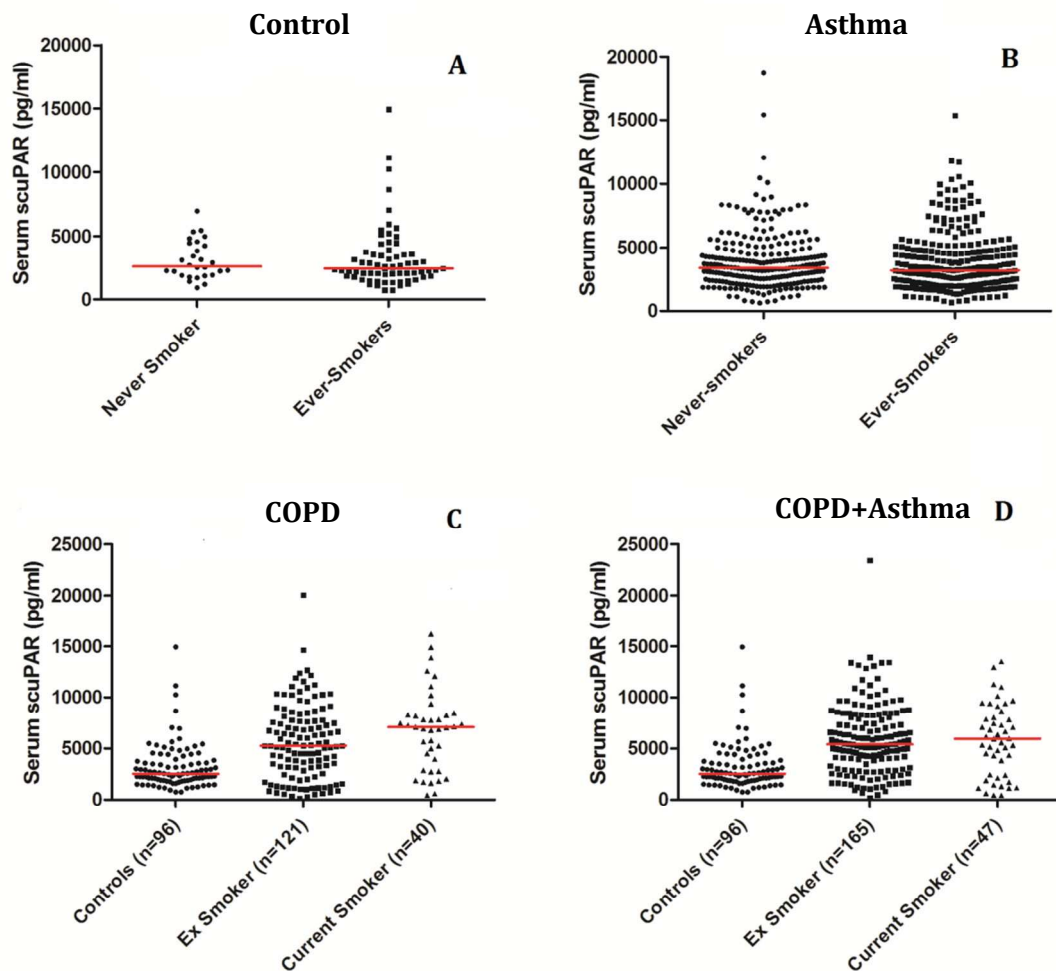 Control
A
Serum scuPAR (pg/ml)
20000
15000
10000
5000
0
Never Smoker
Ever-Smokers
Asthma
B
Serum scuPAR (pg/ml)
20000
15000
10000
5000
0
Never-smokers
Ever-Smokers
COPD
C
Serum scuPAR (pg/ml)
25000
20000
15000
10000
5000
0
Controls (n=96)
Ex Smoker (n=121)
Current Smoker (n=40)
COPD+Asthma
D
Serum scuPAR (pg/ml)
25000
20000
15000
10000
5000
0
Controls (n=96)
Ex Smoker (n=165)
Current Smoker (n=47)